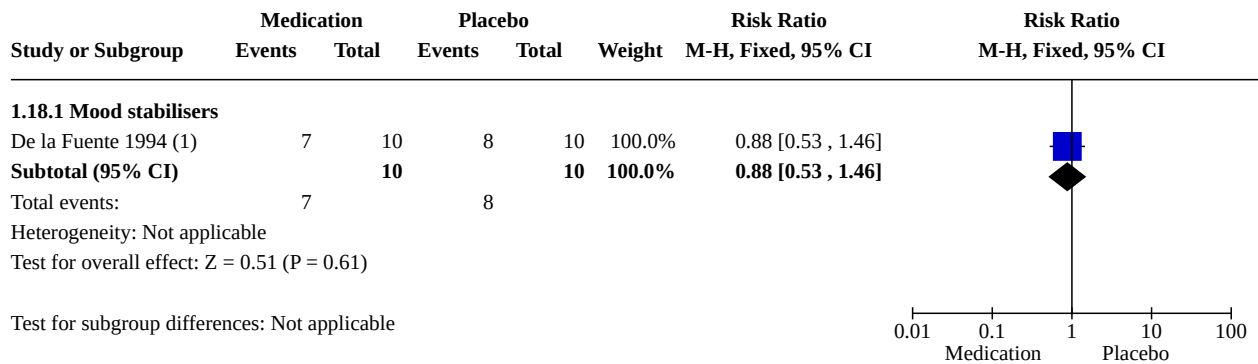 Medication Placebo Risk Ratio Risk Ratio
Study or Subgroup Events Total Events Total Weight M-H, Fixed, 95% CI M-H, Fixed, 95% CI
1.18.1 Mood stabilisers
De la Fuente 1994 (1) 7 10 8 10 100.0% 0.88 [0.53 , 1.46]
Subtotal (95% CI) 10 10 100.0% 0.88 [0.53 , 1.46]
Total events: 7 8
Heterogeneity: Not applicable
Test for overall effect: Z = 0.51 (P = 0.61)
Test for subgroup differences: Not applicable
0.01 0.1 1 10 100
Medication Placebo